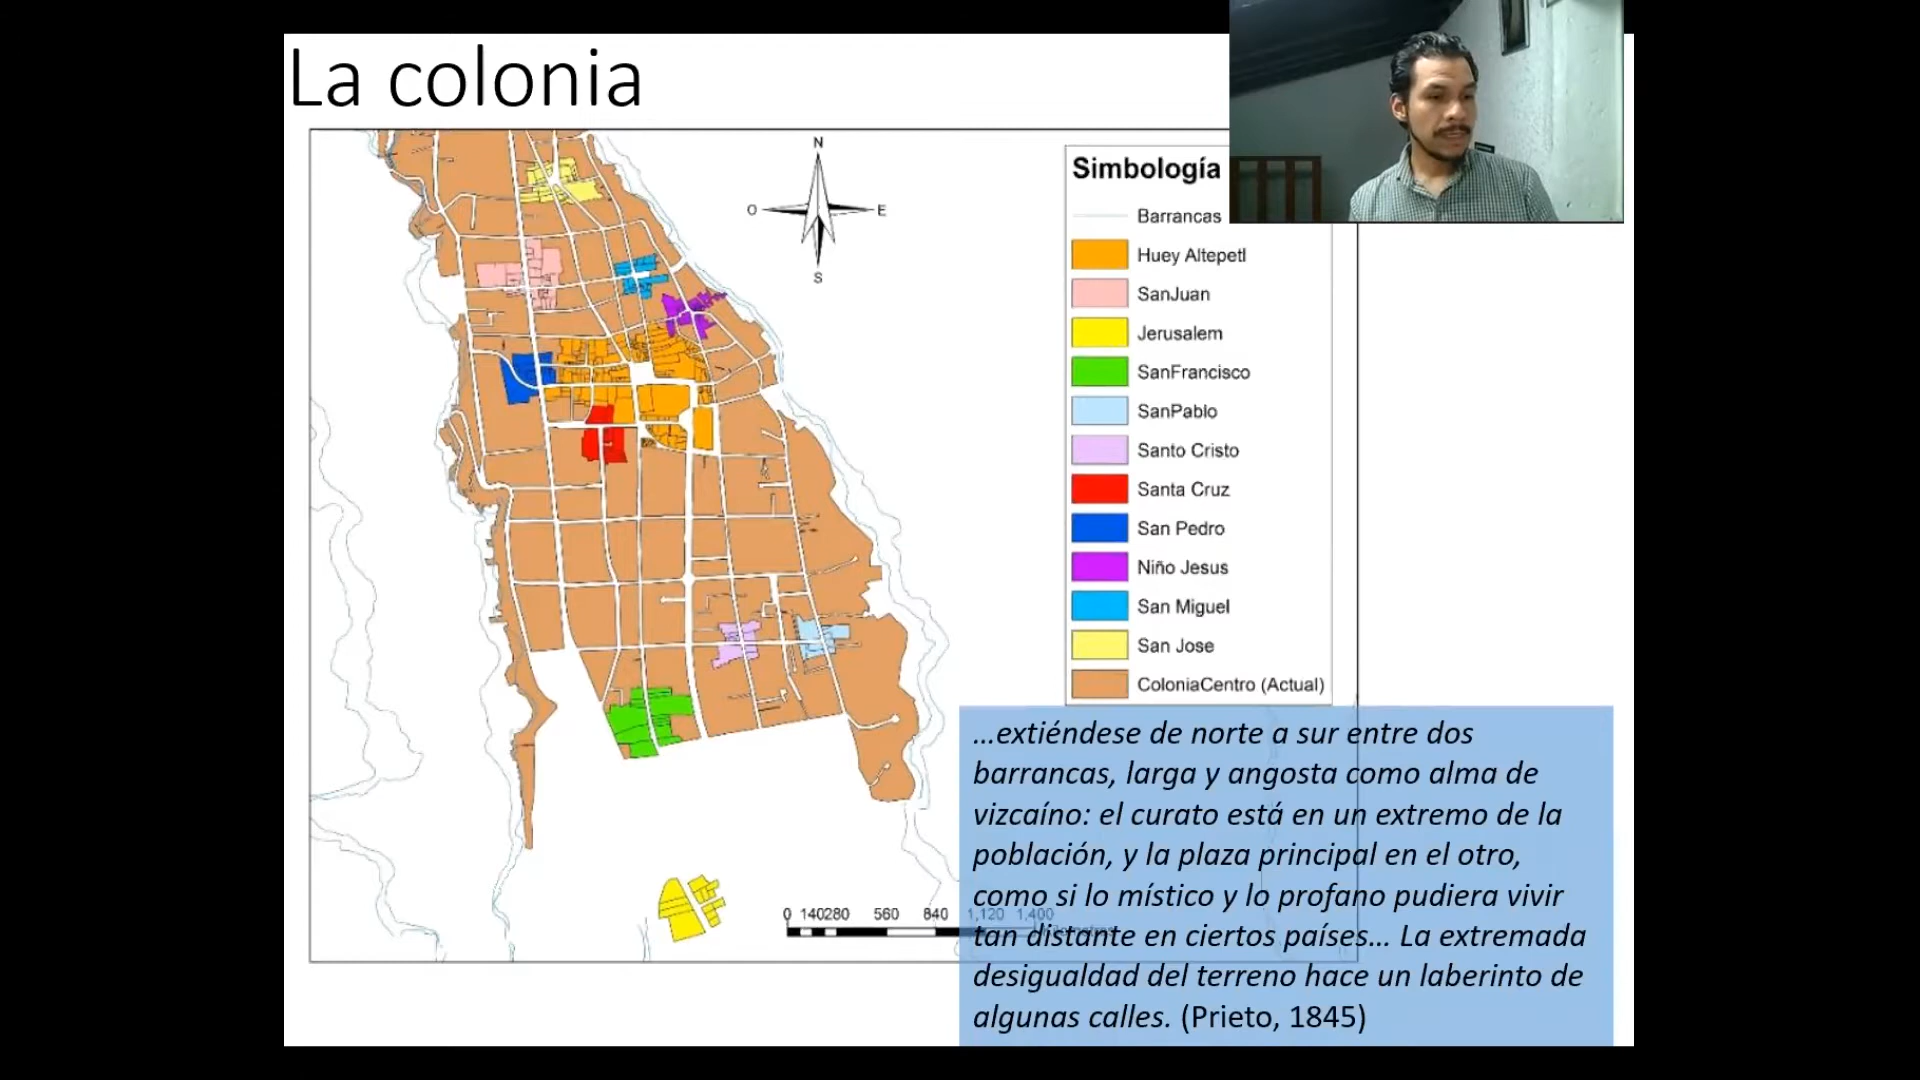 La colonia
N
O
E
S
Simbología
Barrancas
Huey Altepetl
SanJuan
Jerusalem
SanFrancisco
SanPablo
Santo Cristo
Santa Cruz
San Pedro
Niño Jesus
San Miguel
San Jose
ColoniaCentro (Actual)
0 140280 560 840 1,120 1,400
...extiéndese de norte a sur entre dos
barrancas, larga y angosta como alma de
vizcaíno: el curato está en un extremo de la
población, y la plaza principal en el otro,
como si lo místico y lo profano pudiera vivir
tan distante en ciertos países... La extremada
desigualdad del terreno hace un laberinto de
algunas calles. (Prieto, 1845)